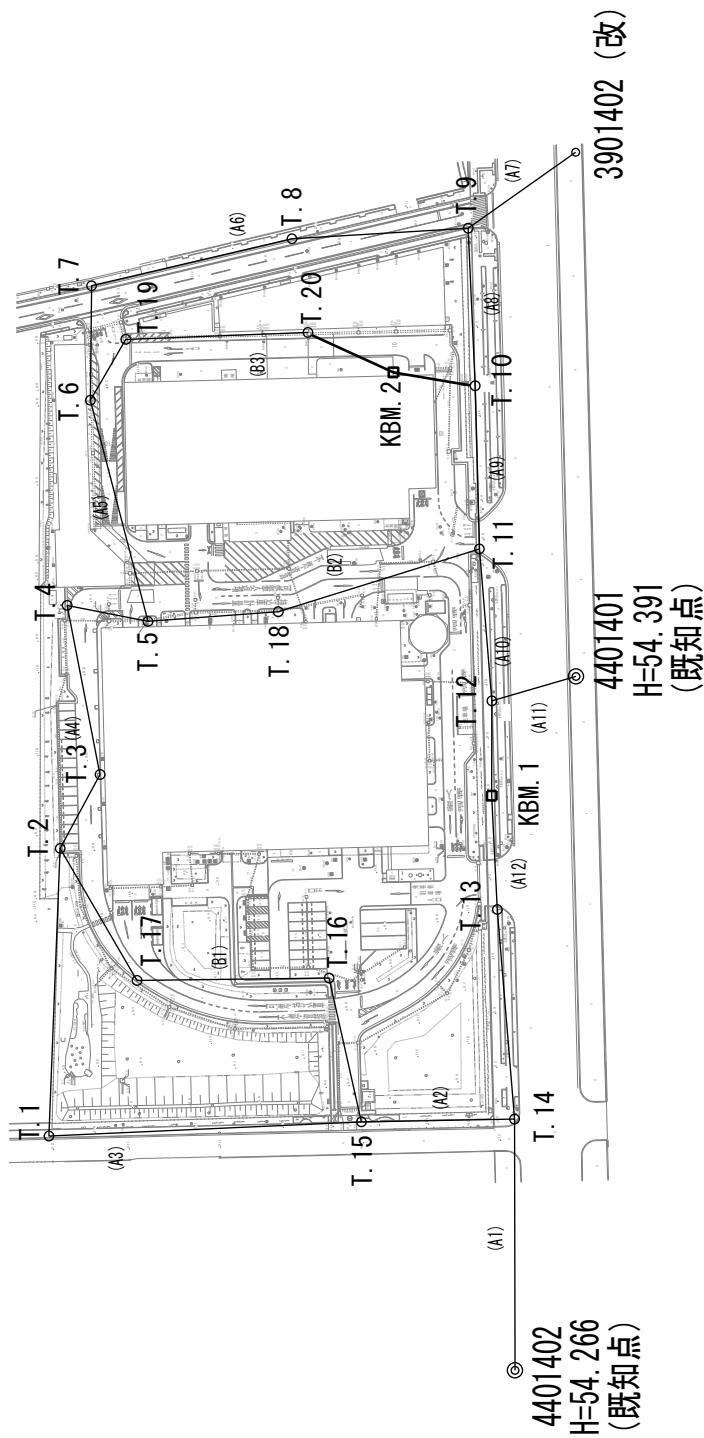 3901402 (改)
T. 7
(A6)
T. 8
T. 9
(A7)
T. 19
T. 20
(A8)
T. 6
(B3)
KBM. 2
T. 10
(A5)
(A9)
T. 4
T. 5
T. 18
(B2)
T. 11
(A10)
T. 12
4401401
H=54.391
(既知点)
(A11)
T. 3
(A4)
T. 2
KBM. 1
(A12)
T. 13
T. 17
(B1)
T. 16
T. 1
(A3)
T. 15
(A2)
T. 14
(A1)
4401402
H=54.266
(既知点)